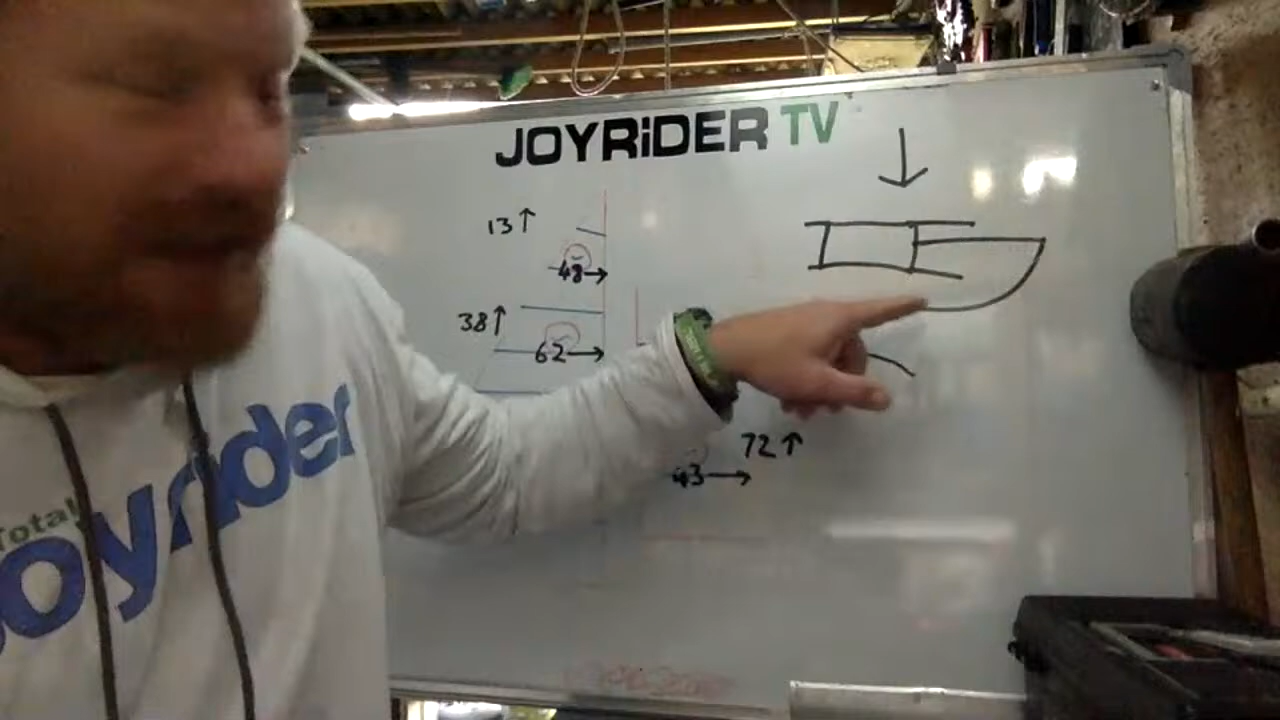 JOYRiDER TV
13↑
48→
38↑
62→
72↑
43→
Total
Joyrider